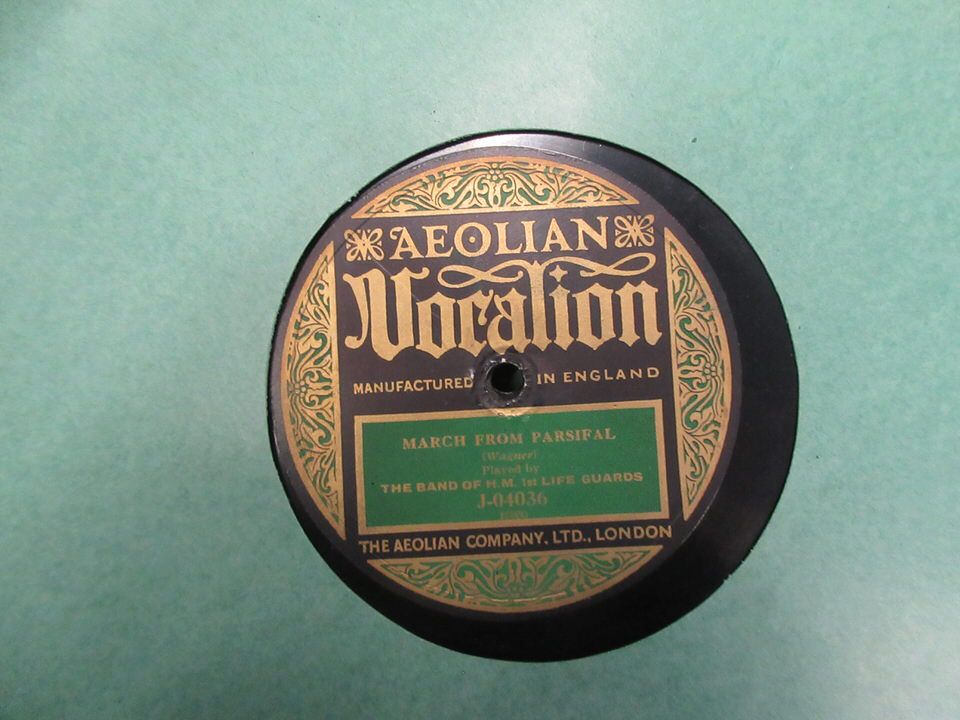 AEOLIAN
Vocalion
MANUFACTURED IN ENGLAND
MARCH FROM PARSIFAL
(Wagner)
Played by
THE BAND OF H.M. 1st LIFE GUARDS
J-04036
THE AEOLIAN COMPANY, LTD., LONDON